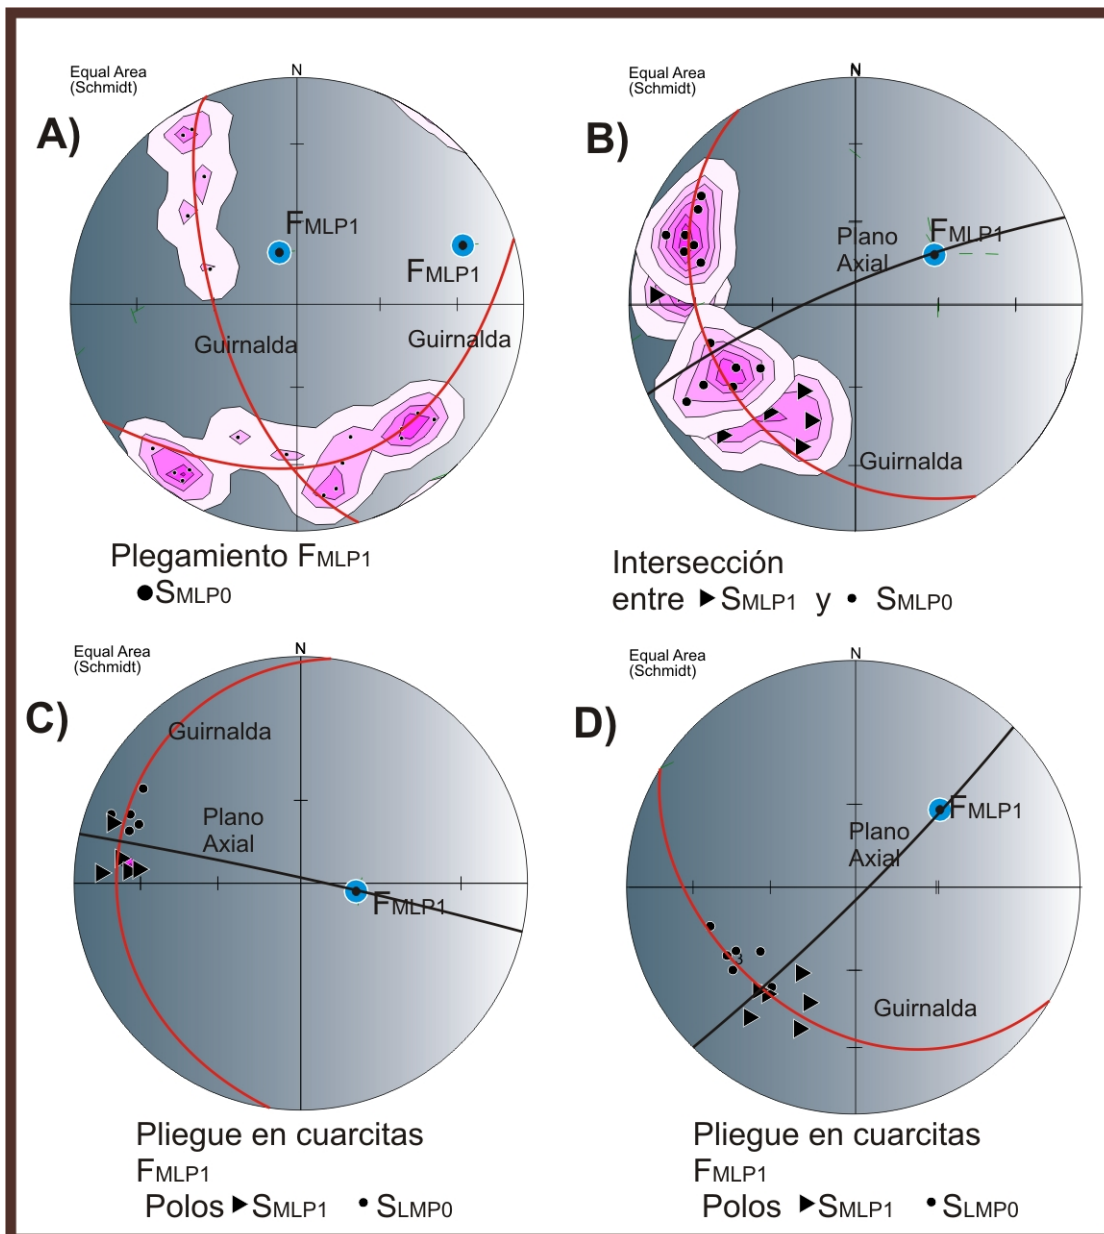 Equal Area
(Schmidt)
N
A)
FMLP1
FMLP1
Guirnalda
Guirnalda
Plegamiento FMLP1
●SMLP0
Equal Area
(Schmidt)
N
B)
Plano
Axial
FMLP1
Guirnalda
Intersección
entre ▶SMLP1 y • SMLP0
Equal Area
(Schmidt)
N
C)
Guirnalda
Plano
Axial
FMLP1
Pliegue en cuarcitas
FMLP1
Polos ▶SMLP1 • SLMP0
Equal Area
(Schmidt)
N
D)
FMLP1
Plano
Axial
3
Guirnalda
Pliegue en cuarcitas
FMLP1
Polos ▶SMLP1 • SLMP0